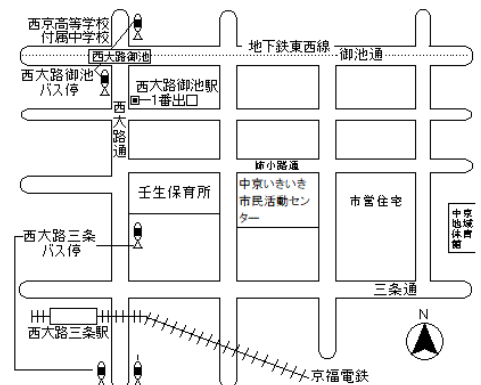 西京高等学校
付属中学校
地下鉄東西線
御池通
西大路御池
西大路御池
バス停
西大路御池駅
1番出口
西大路通
姉小路通
壬生保育所
中京いきいき
市民活動セン
ター
市営住宅
中京地域体育館
西大路三条
バス停
三条通
西大路三条駅
N
京福電鉄